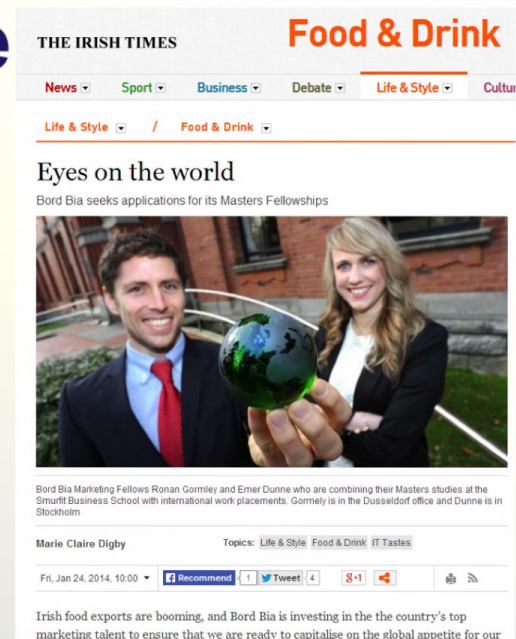 THE IRISH TIMES
Food & Drink
News Sport Business Debate Life & Style Cultur
Life & Style / Food & Drink
Eyes on the world
Bord Bia seeks applications for its Masters Fellowships
Bord Bia Marketing Fellows Ronan Gormley and Emer Dunne who are combining their Masters studies at the
Smurfit Business School with international work placements. Gormely is in the Dusseldorf office and Dunne is in
Stockholm
Marie Claire Digby Topics: Life & Style Food & Drink IT Tastes
Fri, Jan 24, 2014, 10:00 Recommend 1 Tweet 4 g+1
Irish food exports are booming, and Bord Bia is investing in the the country's top
marketing talent to ensure that we are ready to capitalise on the global appetite for our